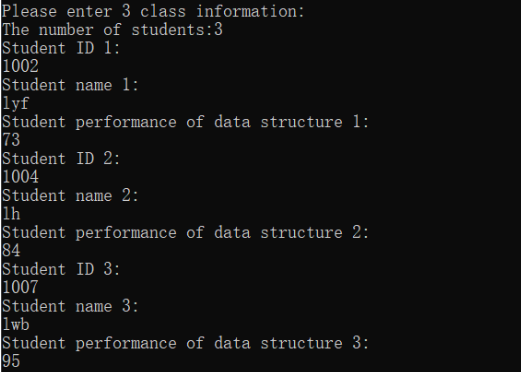 Please enter 3 class information:
The number of students:3
Student ID 1:
1002
Student name 1:
lyf
Student performance of data structure 1:
73
Student ID 2:
1004
Student name 2:
lh
Student performance of data structure 2:
84
Student ID 3:
1007
Student name 3:
lwb
Student performance of data structure 3:
95